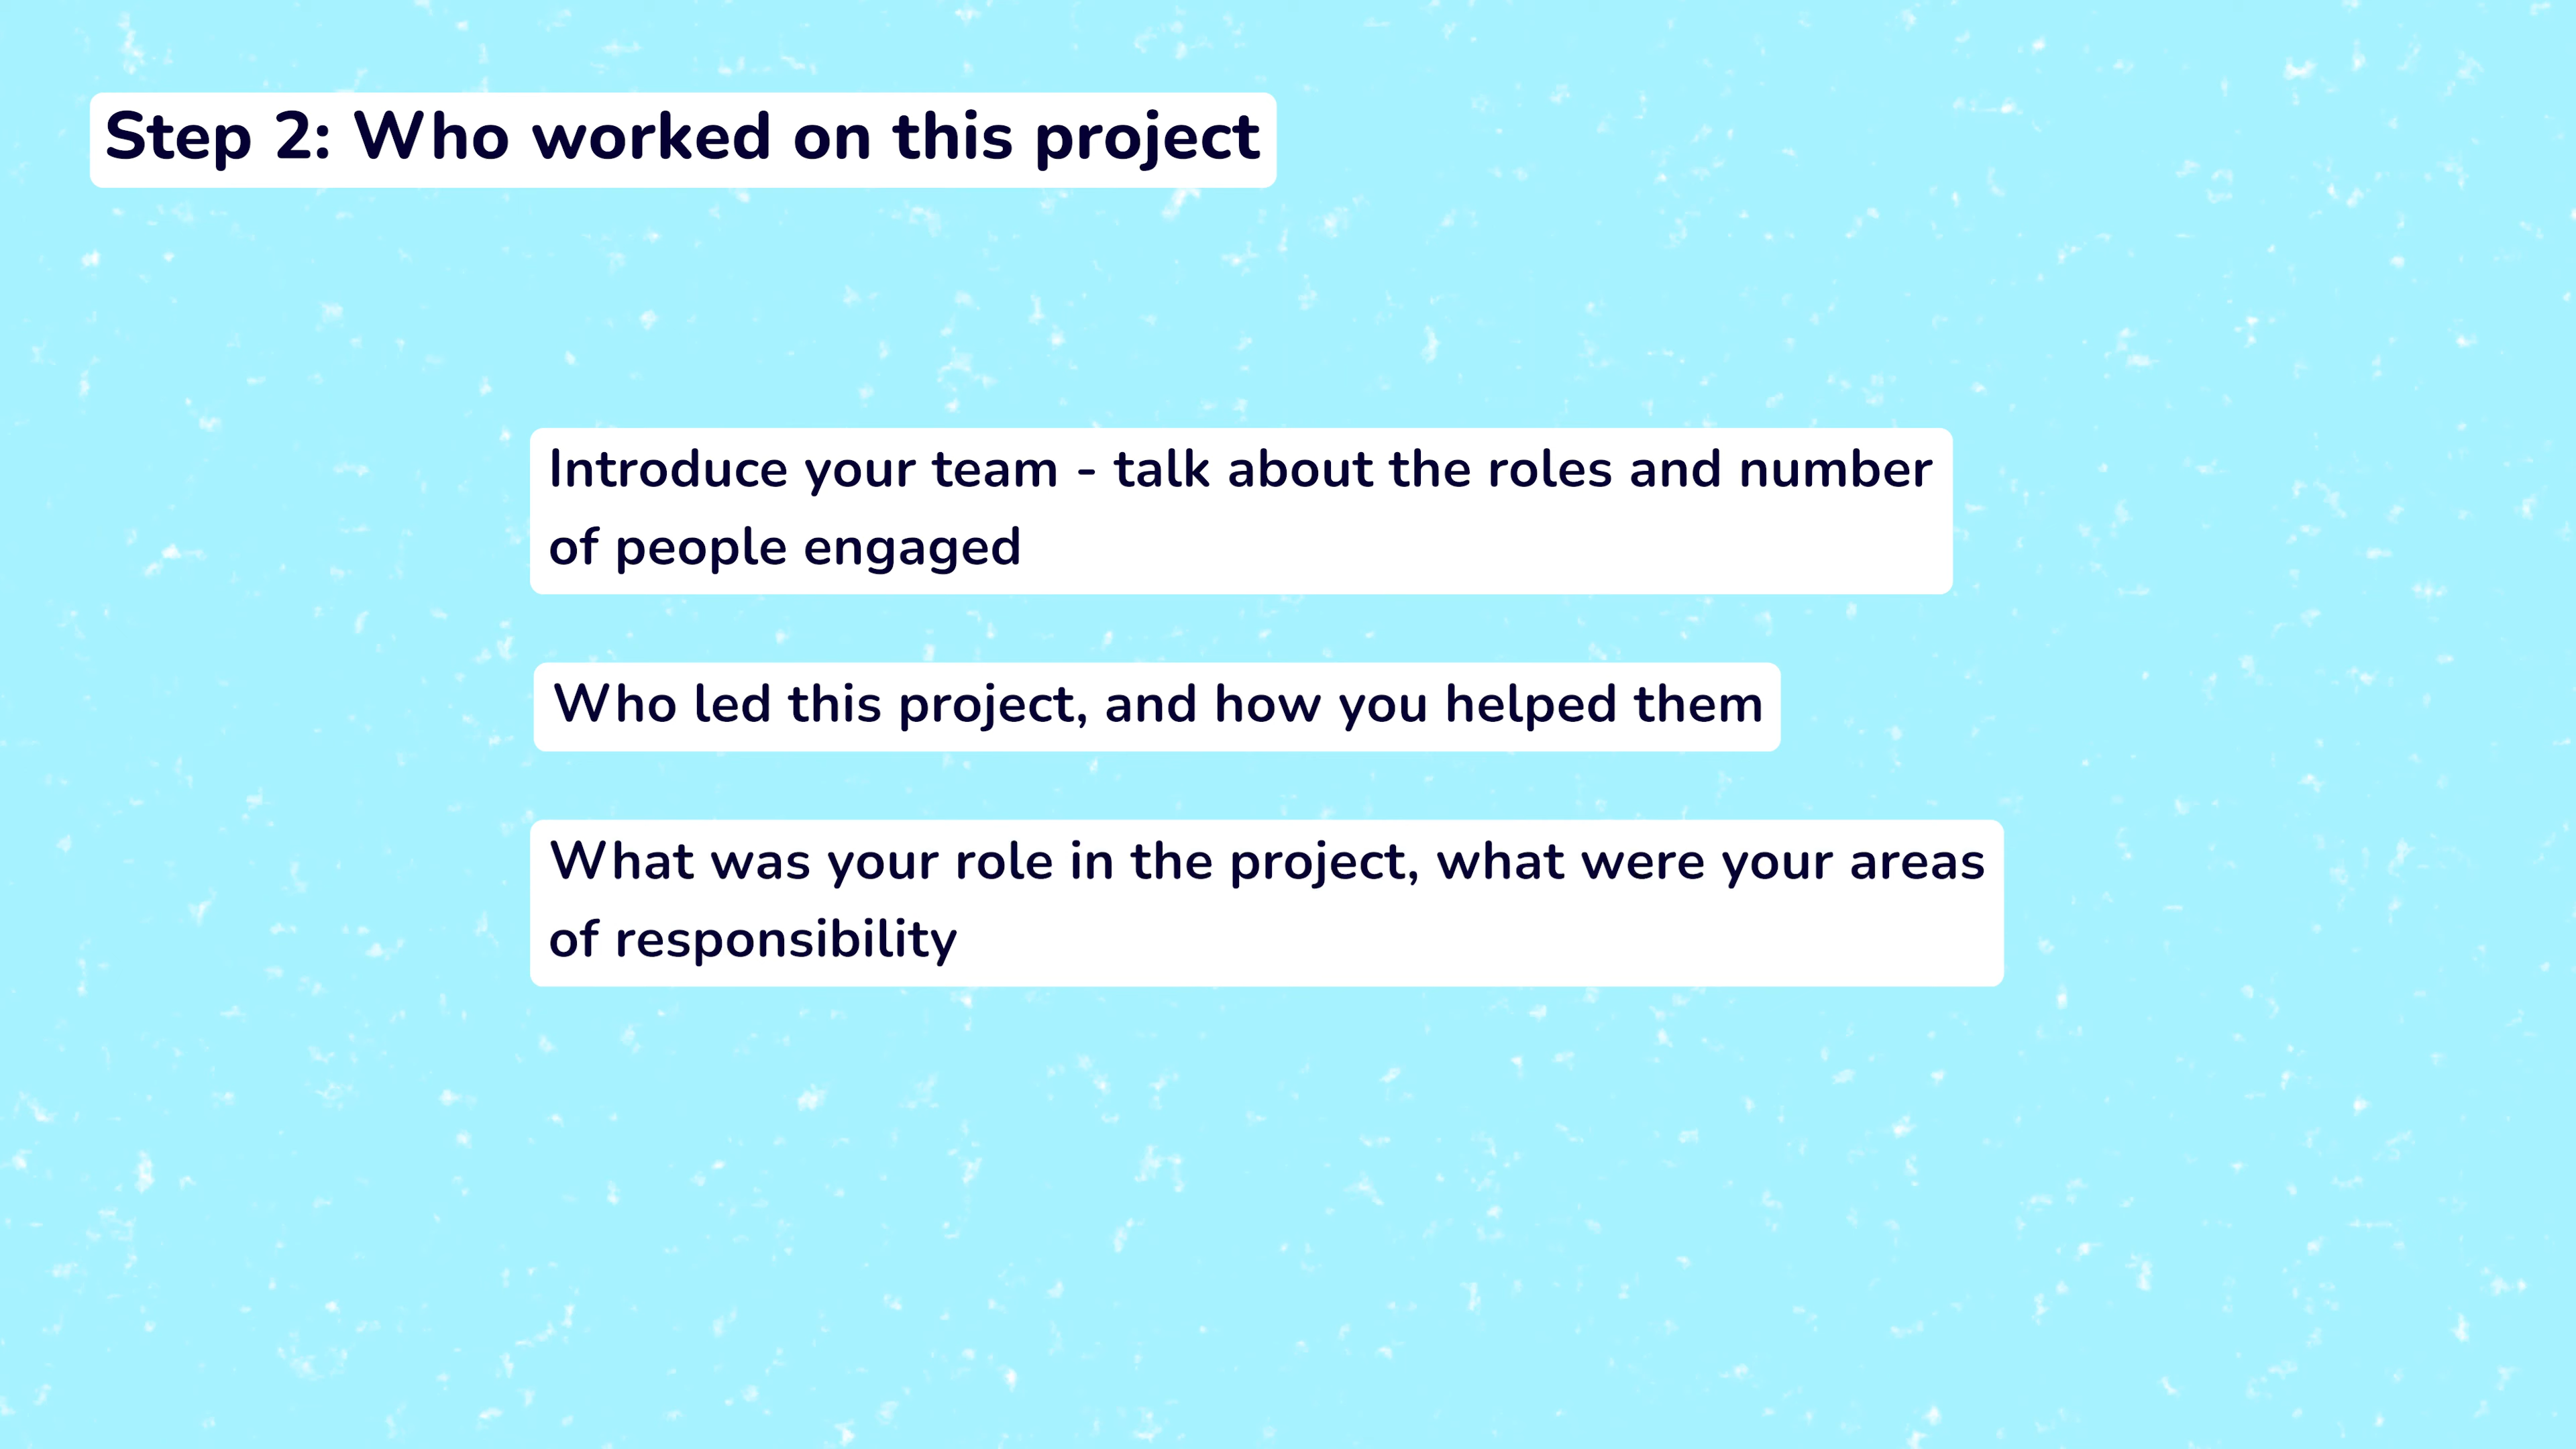 Step 2: Who worked on this project
Introduce your team - talk about the roles and number
of people engaged
Who led this project, and how you helped them
What was your role in the project, what were your areas
of responsibility